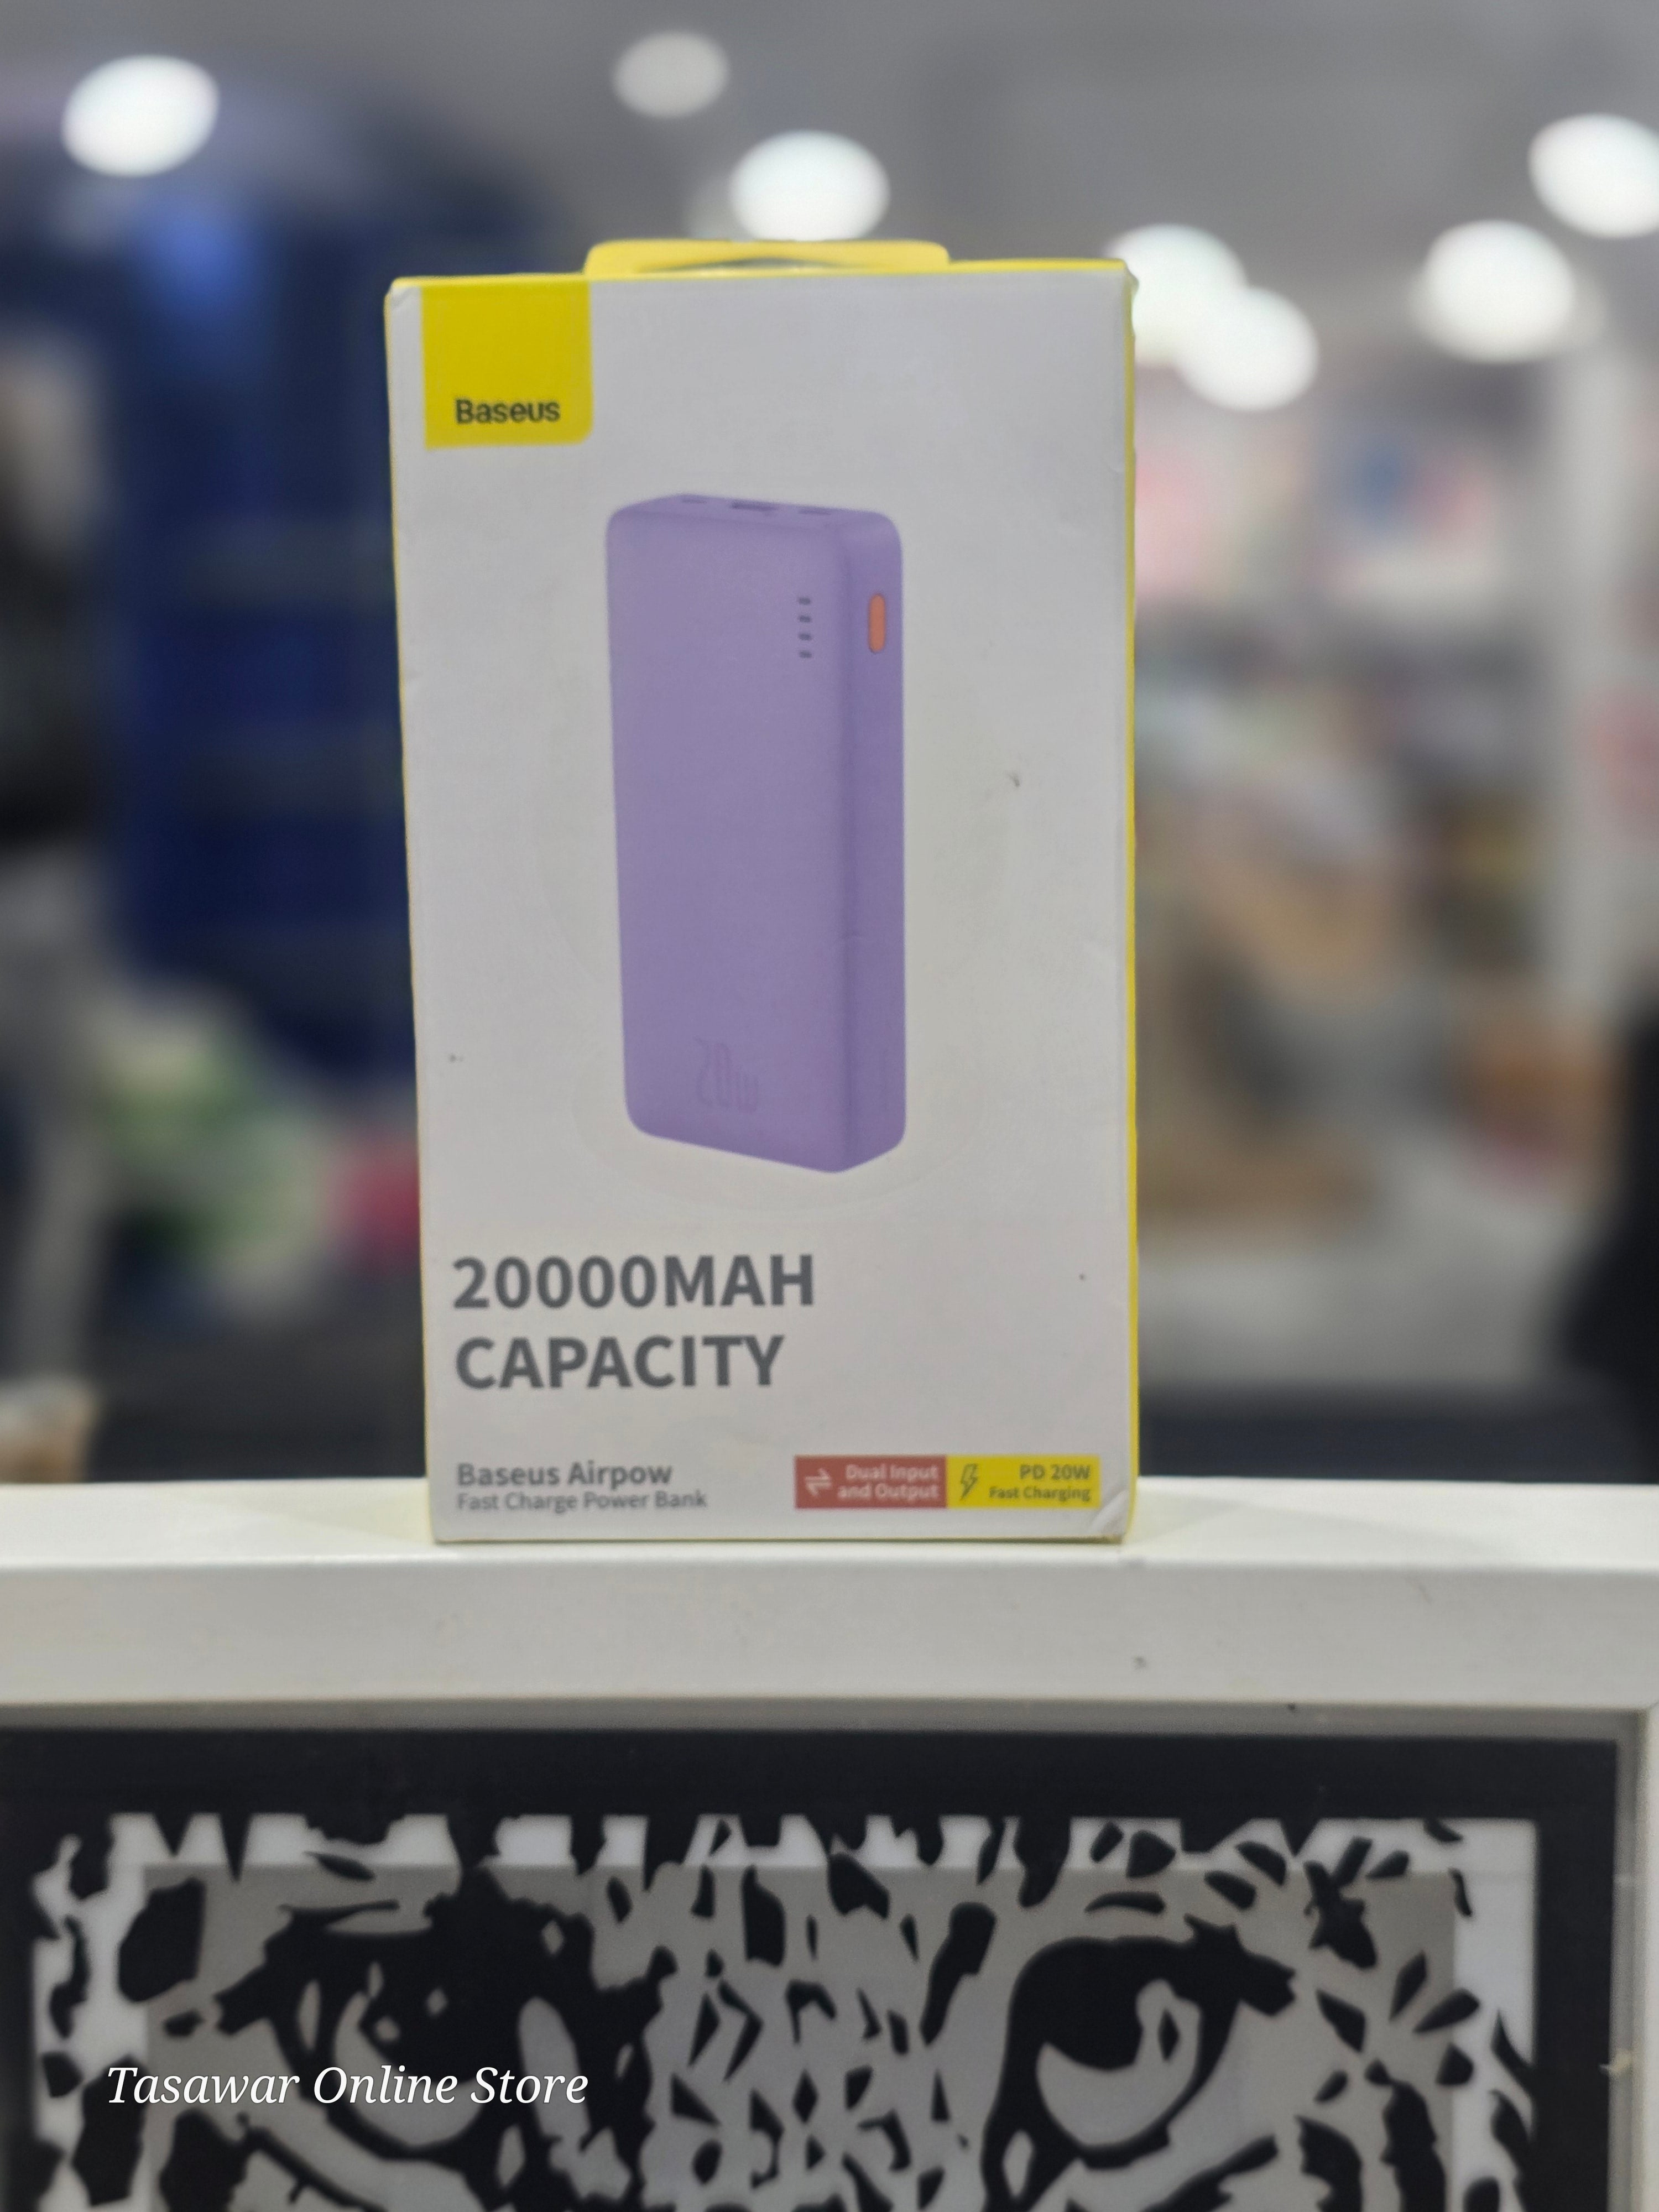 Baseus
20w
20000MAH
CAPACITY
Baseus Airpow
Fast Charge Power Bank
Dual Input
and Output
PD 20W
Fast Charging
Tasawar Online Store